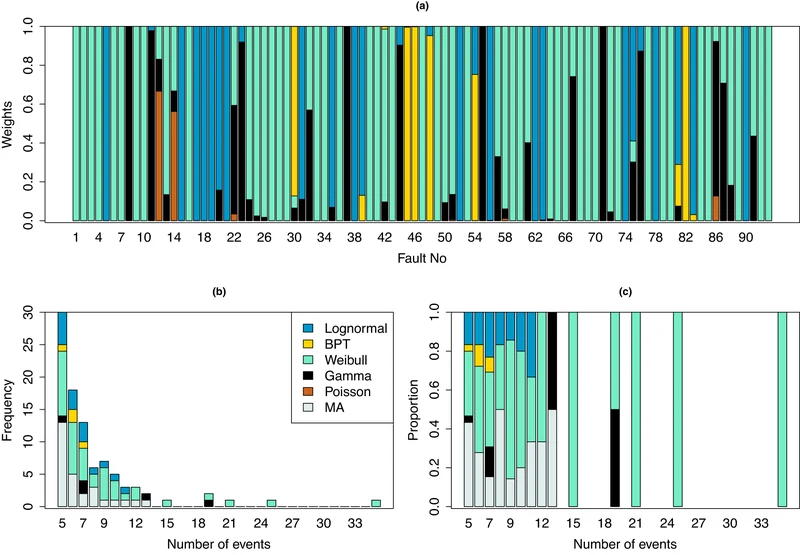 (a)
Weights
0.0 0.2 0.4 0.6 0.8 1.0
1 4 7 10 14 18 22 26 30 34 38 42 46 50 54 58 62 66 70 74 78 82 86 90
Fault No
(b)
Frequency
0 5 10 15 20 25 30
Lognormal
BPT
Weibull
Gamma
Poisson
MA
5 7 9 12 15 18 21 24 27 30 33
Number of events
(c)
Proportion
0.0 0.2 0.4 0.6 0.8 1.0
5 7 9 12 15 18 21 24 27 30 33
Number of events